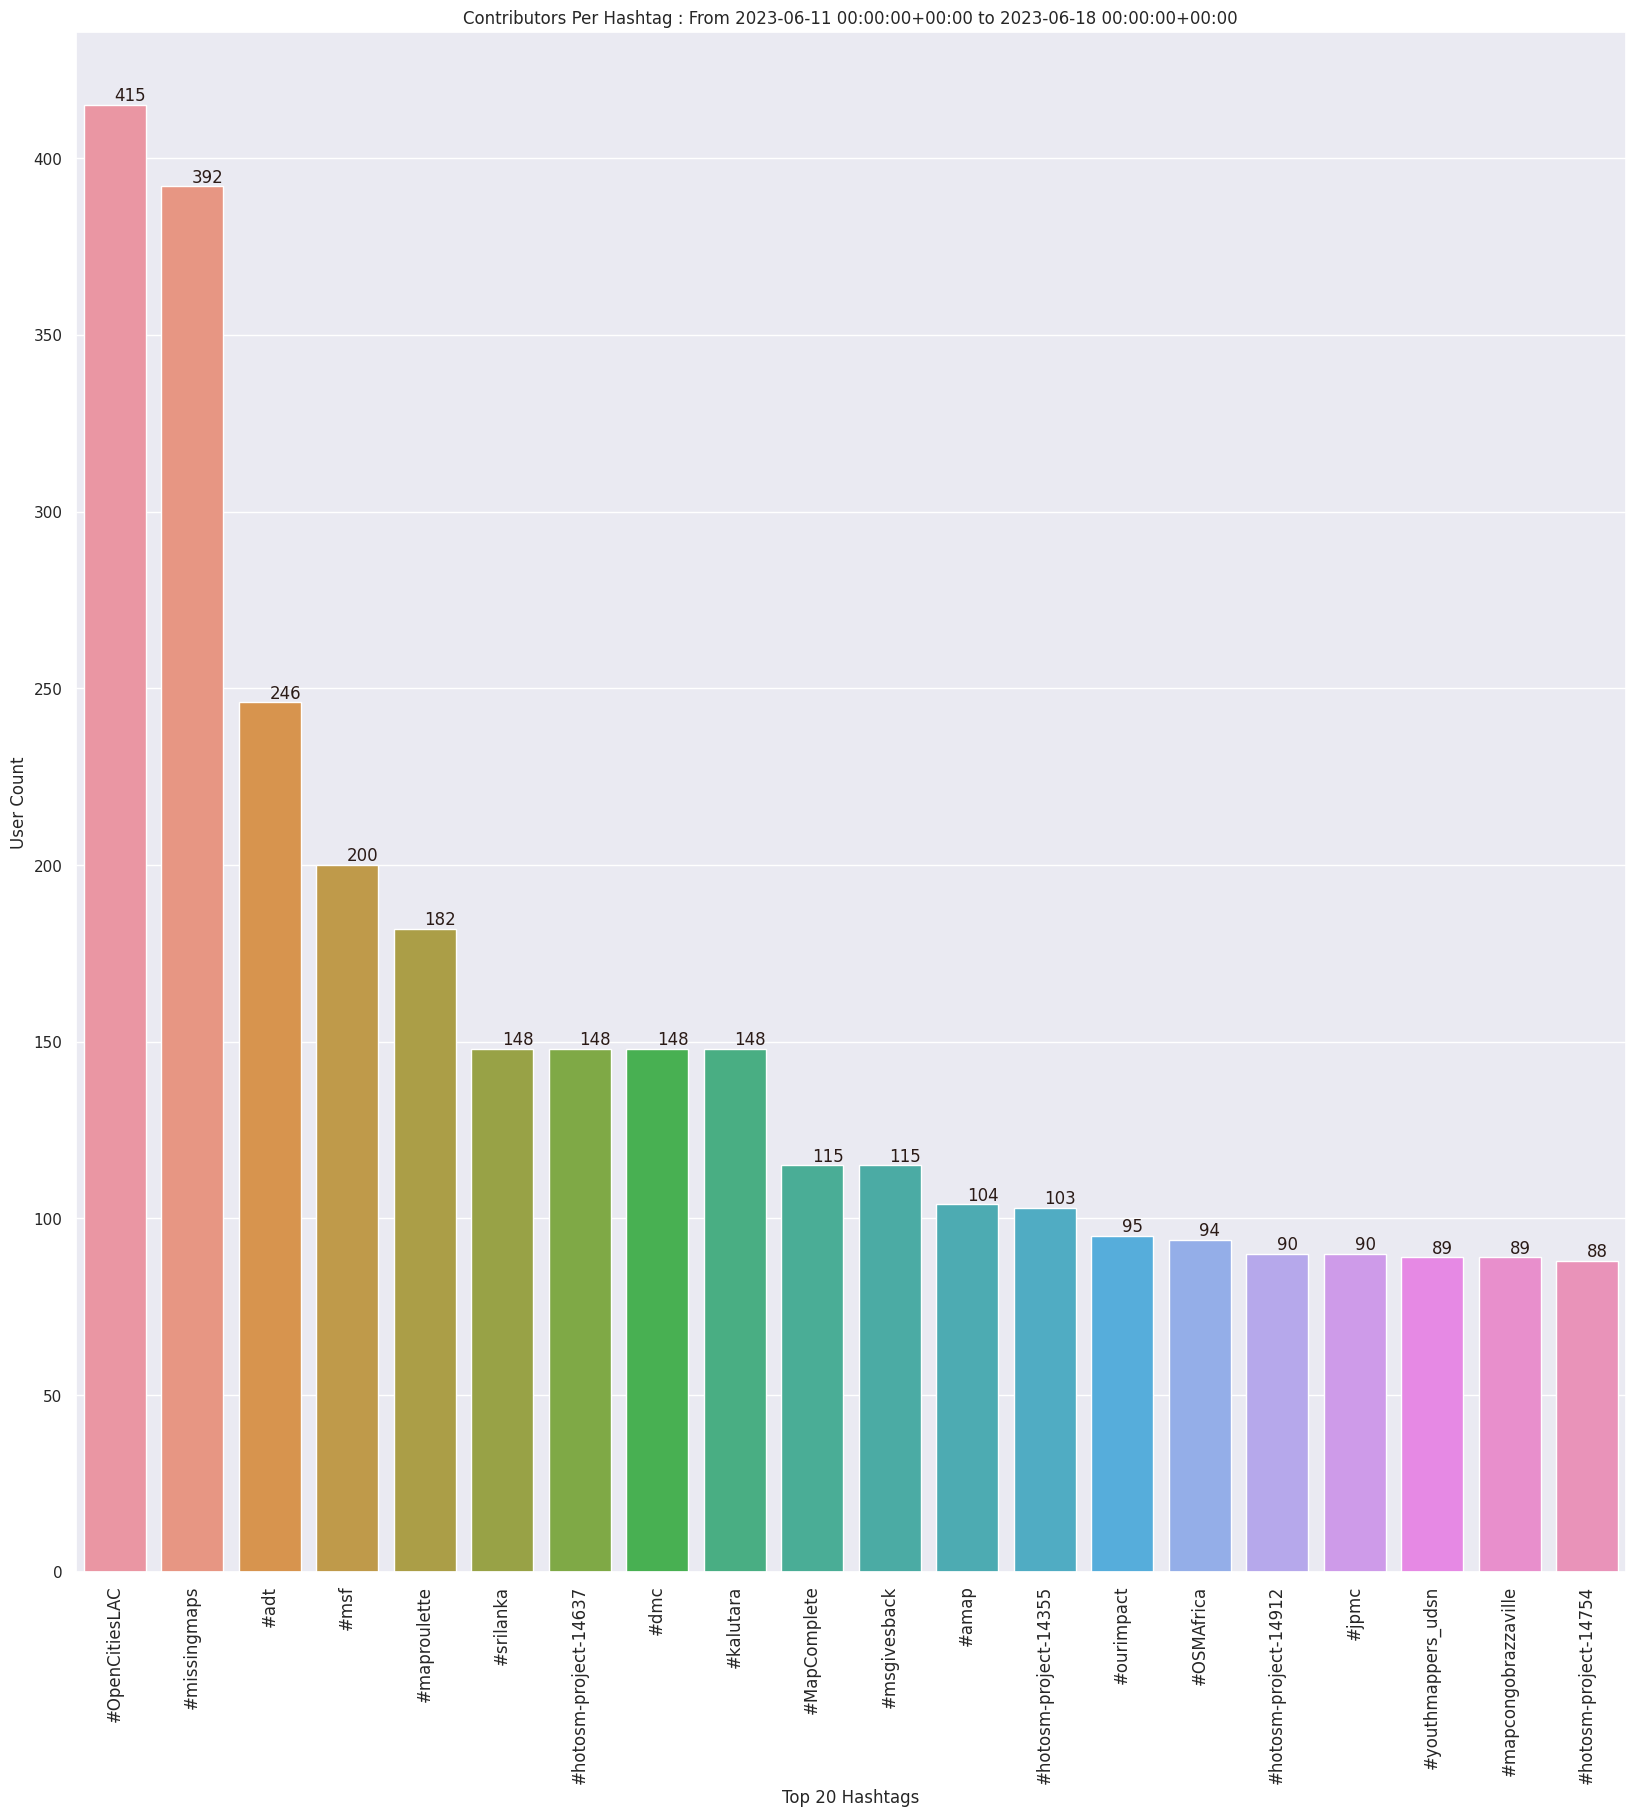 Contributors Per Hashtag : From 2023-06-11 00:00:00+00:00 to 2023-06-18 00:00:00+00:00
User Count
400
350
300
250
200
150
100
50
0
415
392
246
200
182
148
148
148
148
115
115
104
103
95
94
90
90
89
89
88
#OpenCitiesLAC
#missingmaps
#adt
#msf
#maproulette
#srilanka
#hotosm-project-14637
#dmc
#kalutara
#MapComplete
#msgivesback
#amap
#hotosm-project-14355
#ourimpact
#OSMAfrica
#hotosm-project-14912
#jpmc
#youthmappers_udsn
#mapcongobrazzaville
#hotosm-project-14754
Top 20 Hashtags